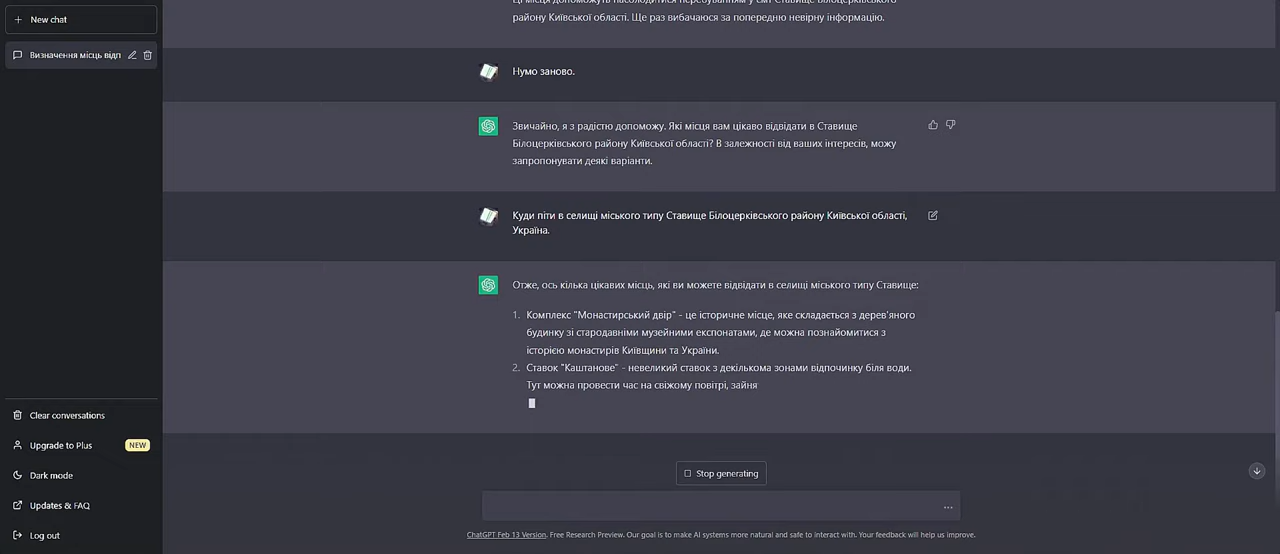 New chat
Визначення місць відп
Clear conversations
Upgrade to Plus NEW
Dark mode
Updates & FAQ
Log out
Ці місця допоможуть насолодитися перебуванням у смт Ставище Білоцерківського
району Київської області. Ще раз вибачаюся за попередню невірну інформацію.
Нумо заново.
Звичайно, я з радістю допоможу. Які місця вам цікаво відвідати в Ставище
Білоцерківського району Київської області? В залежності від ваших інтересів, можу
запропонувати деякі варіанти.
Куди піти в селищі міського типу Ставище Білоцерківського району Київської області,
Україна.
Отже, ось кілька цікавих місць, які ви можете відвідати в селищі міського типу Ставище:
1. Комплекс "Монастирський двір" - це історичне місце, яке складається з дерев'яного
будинку зі стародавніми музейними експонатами, де можна познайомитися з
історією монастирів Київщини та України.
2. Ставок "Каштанове" - невеликий ставок з декількома зонами відпочинку біля води.
Тут можна провести час на свіжому повітрі, зайня
Stop generating
ChatGPT Feb 13 Version. Free Research Preview. Our goal is to make AI systems more natural and safe to interact with. Your feedback will help us improve.